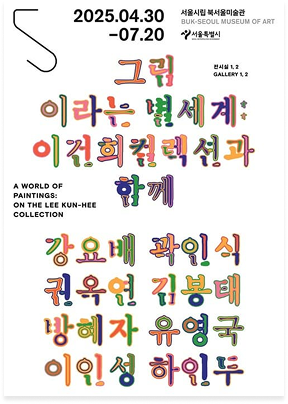 2025.04.30
–07.20
서울시립 북서울미술관
BUK-SEOUL MUSEUM OF ART
서울특별시
전시실 1, 2
GALLERY 1, 2
그림
이라는 별세계:
이건희컬렉션과
함께
A WORLD OF
PAINTINGS:
ON THE LEE KUN-HEE
COLLECTION
강요배 곽인식
권옥연 김봉태
방혜자 유영국
이인성 하인두